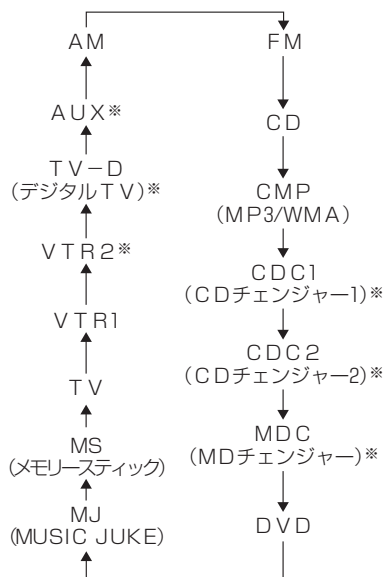 AM
FM
AUX※
CD
TV-D
(デジタルTV)※
CMP
(MP3/WMA)
VTR2※
CDC1
(CDチェンジャー1)※
VTR1
CDC2
(CDチェンジャー2)※
TV
MDC
(MDチェンジャー)※
MS
(メモリースティック)
MJ
(MUSIC JUKE)
DVD